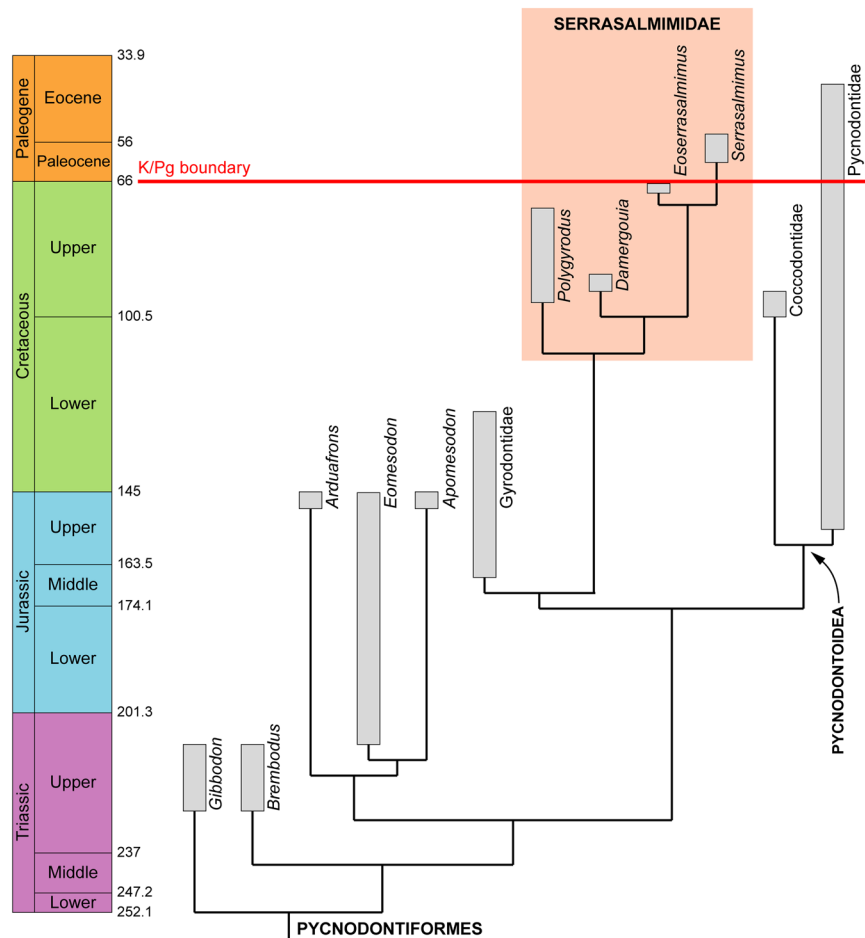 SERRASALMIMIDAE
33.9
Paleogene
Eocene
56
Paleocene
66
K/Pg boundary
Cretaceous
Upper
100.5
Lower
145
Jurassic
Upper
163.5
Middle
174.1
Lower
201.3
Triassic
Upper
237
Middle
247.2
Lower
252.1
Gibbodon
Brembodus
Arduafrons
Eomesodon
Apomesodon
Gyrodontidae
Polygyrodus
Damergouia
Eoserrasalmimus
Serrasalmimus
Coccodontidae
Pycnodontidae
PYCNODONTOIDEA
PYCNODONTIFORMES